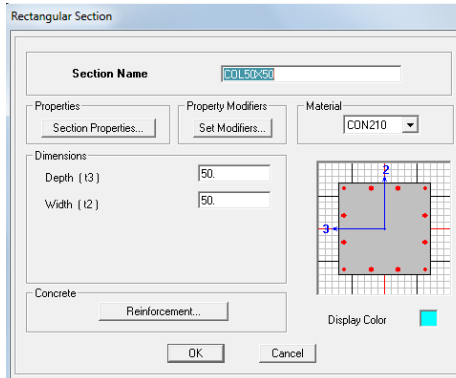 Rectangular Section
Section Name
COL50X50
Properties
Section Properties...
Property Modifiers
Set Modifiers...
Material
CON210
Dimensions
Depth (t3)
50.
Width (t2)
50.
2
3
Concrete
Reinforcement...
Display Color
OK
Cancel